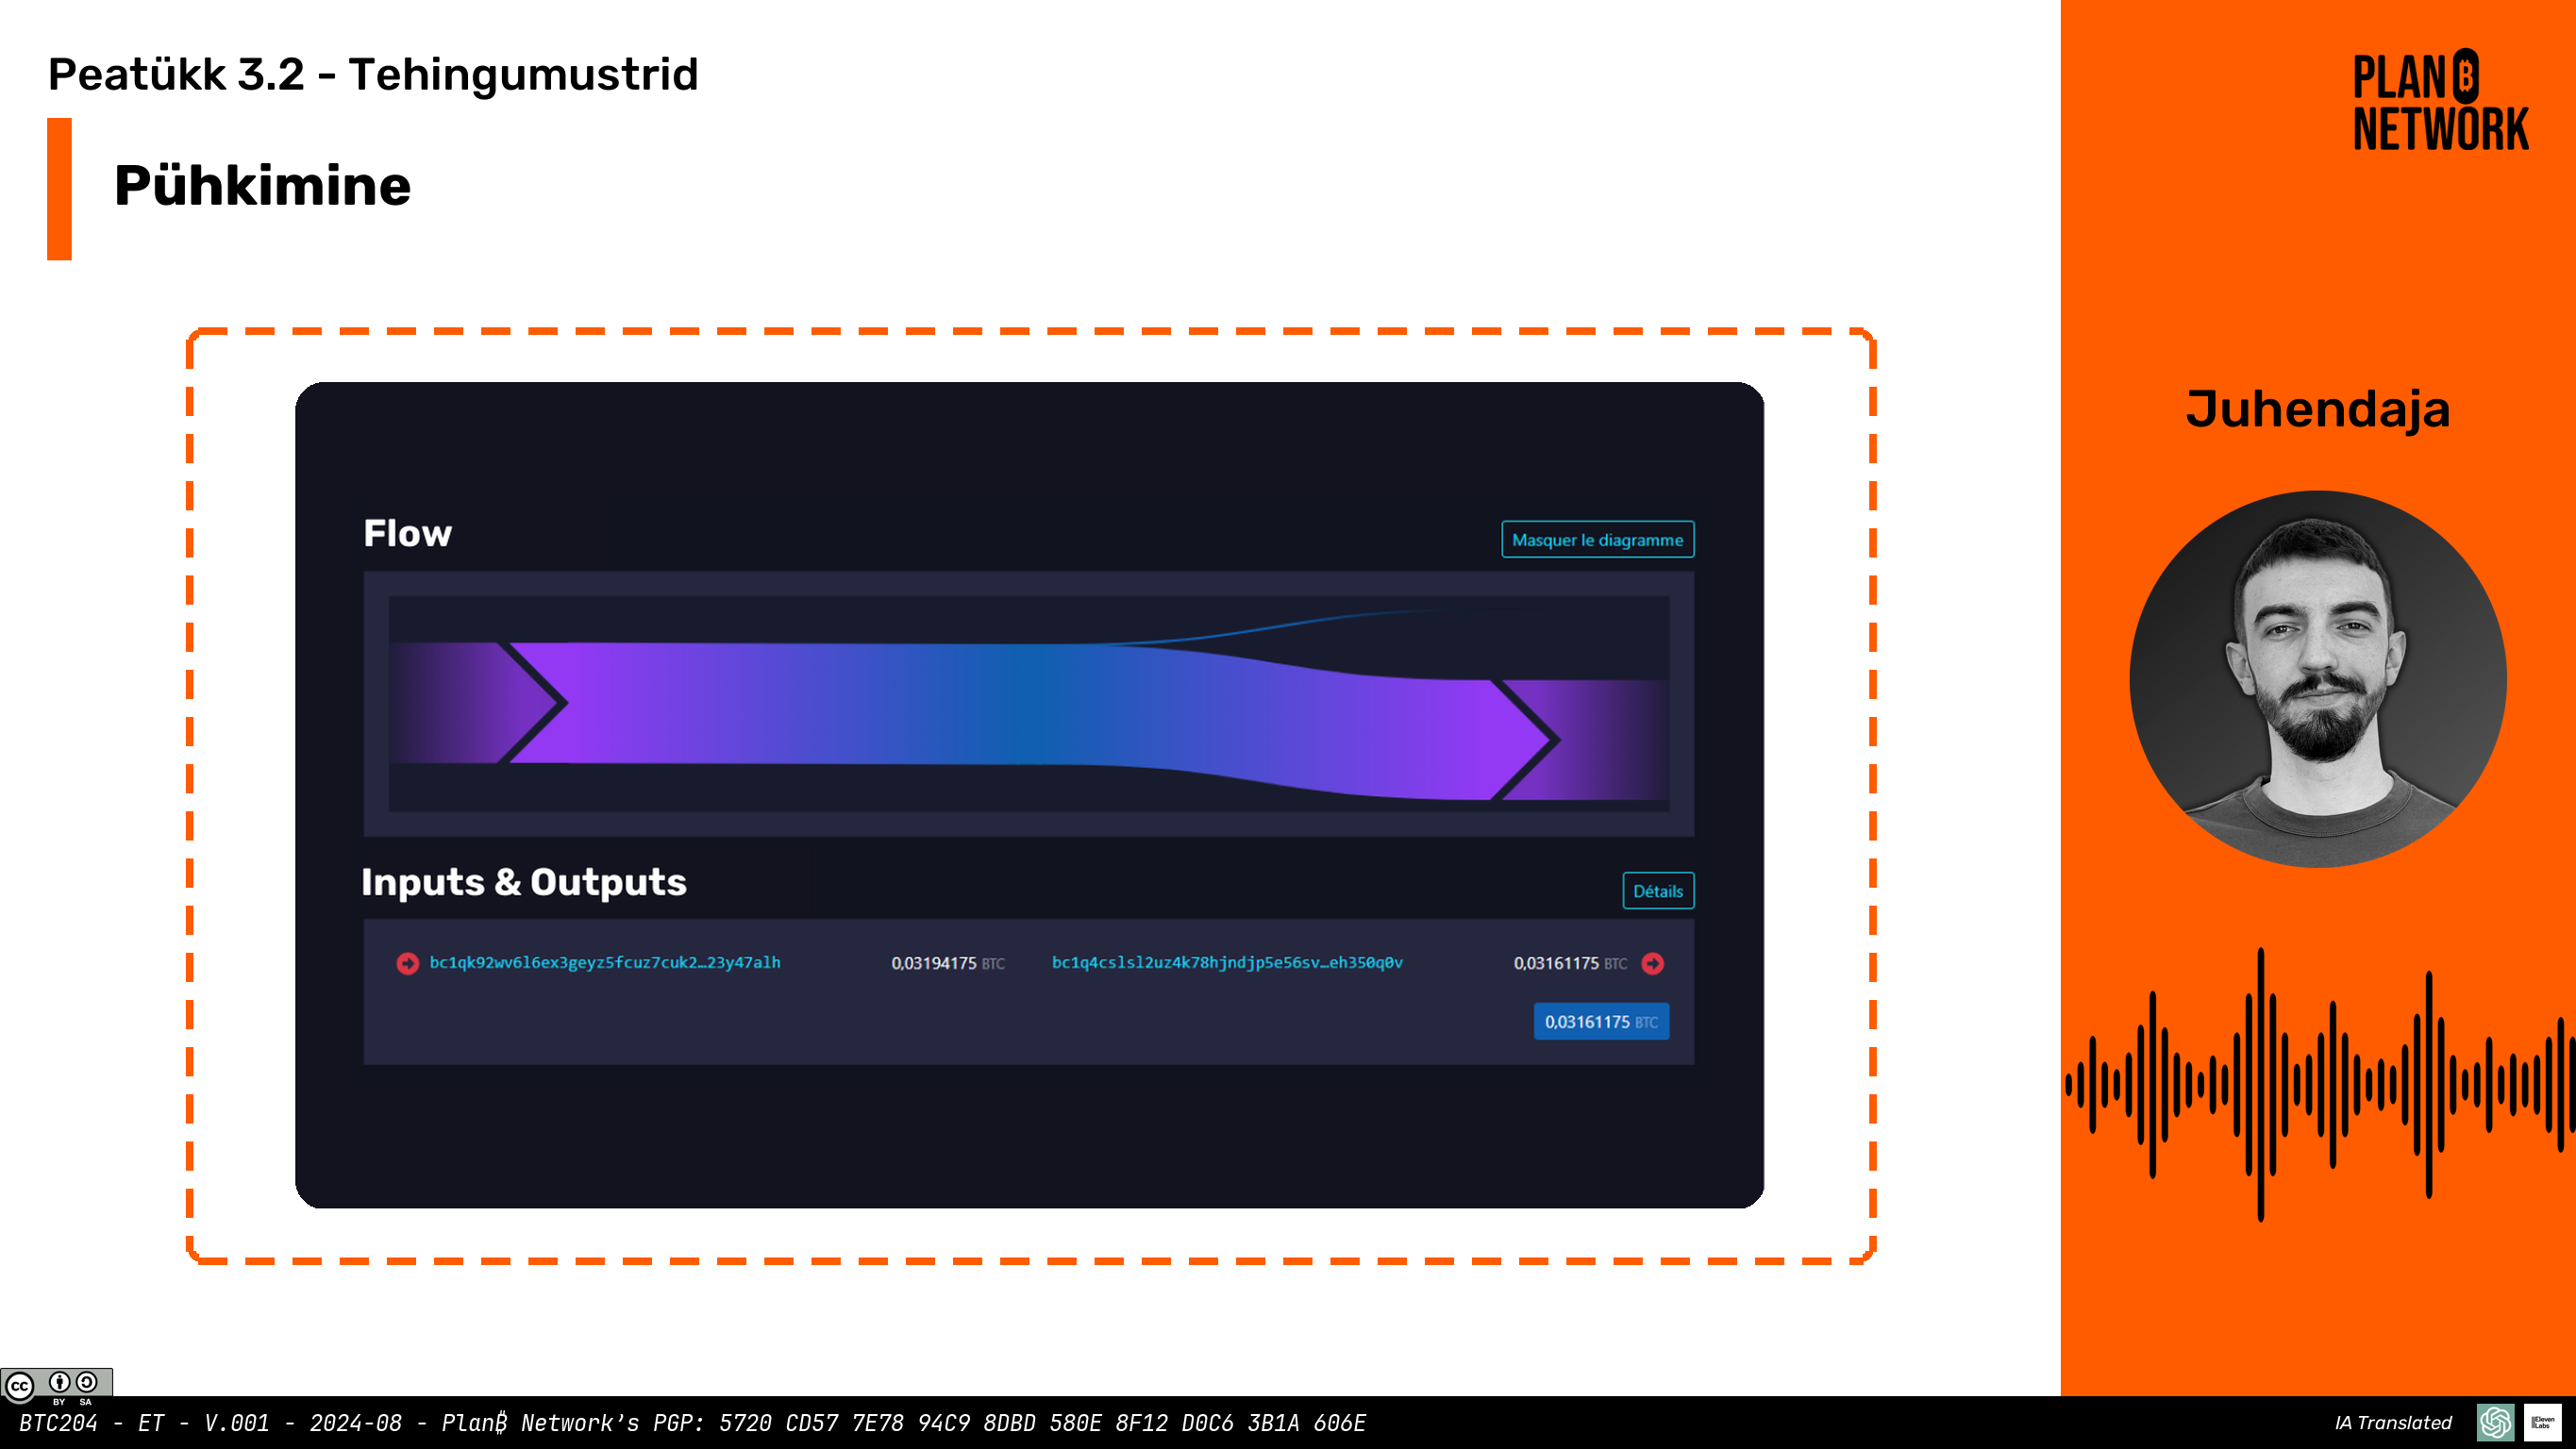 Peatükk 3.2 - Tehingumustrid
Pühkimine
PLAN B
NETWORK
Juhendaja
Flow
Masquer le diagramme
Inputs & Outputs
Détails
bc1qk92wv6l6ex3geyz5fcuz7cuk2…23y47alh 0,03194175 BTC bc1q4cslsl2uz4k78hjndjp5e56sv…eh350q0v 0,03161175 BTC
0,03161175 BTC
cc BY SA
BTC204 - ET - V.001 - 2024-08 - Plan₿ Network's PGP: 5720 CD57 7E78 94C9 8DBD 580E 8F12 D0C6 3B1A 606E
IA Translated
IIElevenLabs